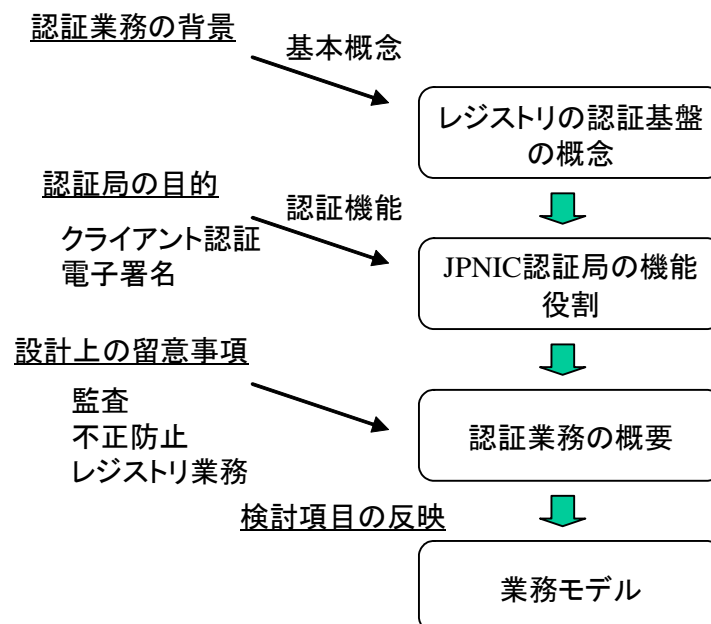 認証業務の背景
基本概念
レジストリの認証基盤
の概念
認証局の目的
認証機能
クライアント認証
電子署名
JPNIC認証局の機能
役割
設計上の留意事項
監査
不正防止
レジストリ業務
認証業務の概要
検討項目の反映
業務モデル